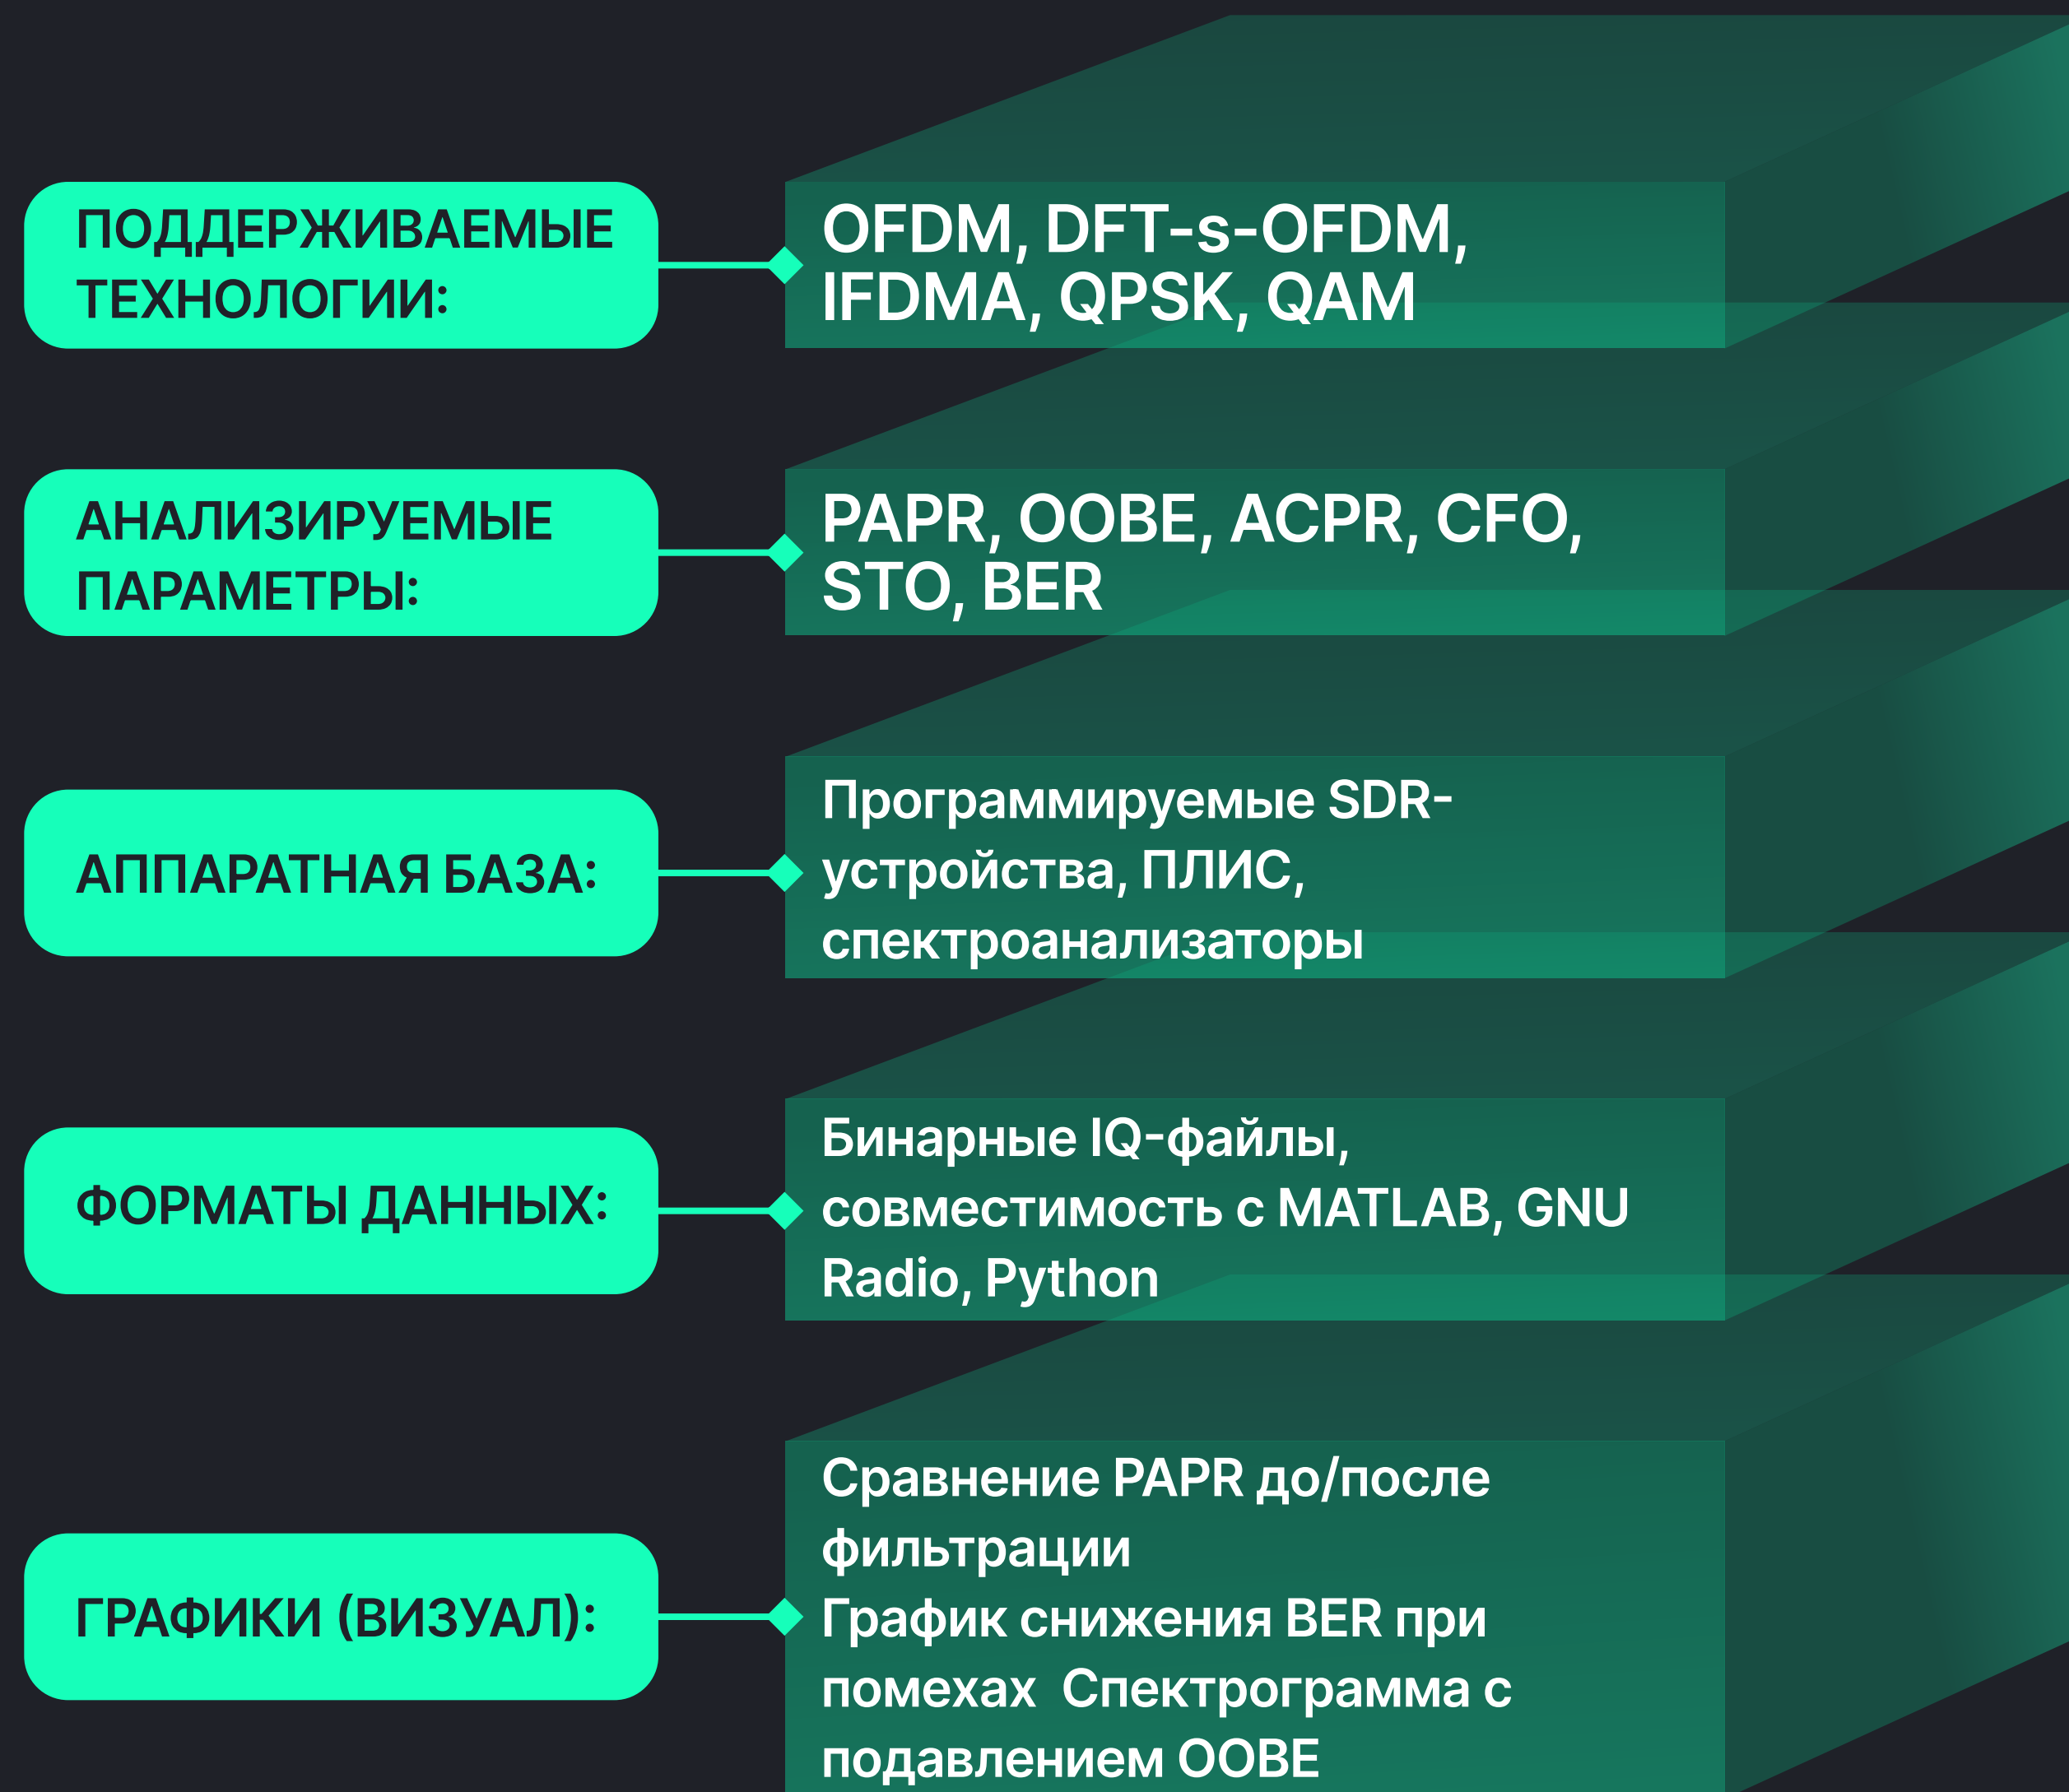 ПОДДЕРЖИВАЕМЫЕ
ТЕХНОЛОГИИ:
OFDM, DFT-s-OFDM,
IFDMA, QPSK, QAM
АНАЛИЗИРУЕМЫЕ
ПАРАМЕТРЫ:
PAPR, OOBE, ACPR, CFO,
STO, BER
АППАРАТНАЯ БАЗА:
Программируемые SDR-
устройства, ПЛИС,
спектроанализаторы
ФОРМАТЫ ДАННЫХ:
Бинарные IQ-файлы,
совместимость с MATLAB, GNU
Radio, Python
ГРАФИКИ (ВИЗУАЛ):
Сравнение PAPR до/после
фильтрации
График снижения BER при
помехах Спектрограмма с
подавлением OOBE